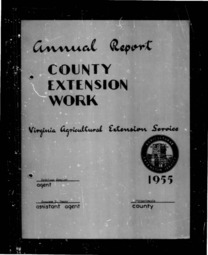 Annual Report
COUNTY
EXTENSION
WORK
Virginia Agricultural Extension Service
1955
agent
assistant agent
county